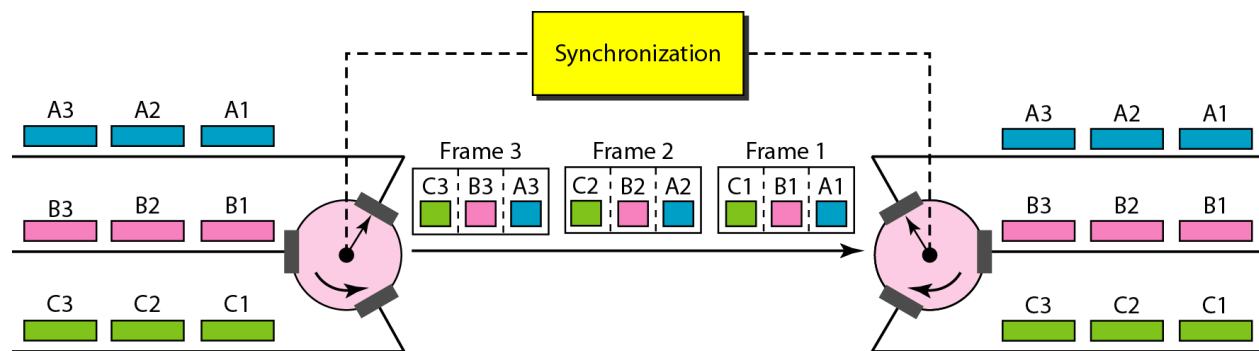 Synchronization
A3 A2 A1
A3 A2 A1
Frame 3 Frame 2 Frame 1
C3 B3 A3 C2 B2 A2 C1 B1 A1
B3 B2 B1
B3 B2 B1
C3 C2 C1
C3 C2 C1